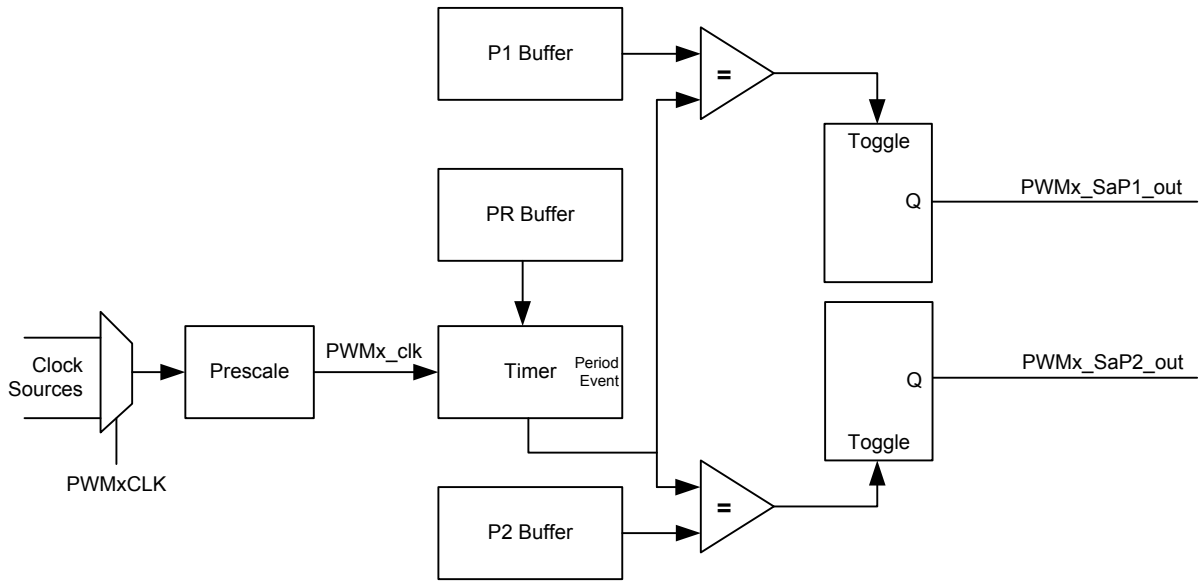 P1 Buffer
=
Toggle
Q
PWMx_SaP1_out
PR Buffer
Clock
Sources
Prescale
PWMx_clk
Timer
Period
Event
PWMxCLK
Q
PWMx_SaP2_out
Toggle
P2 Buffer
=